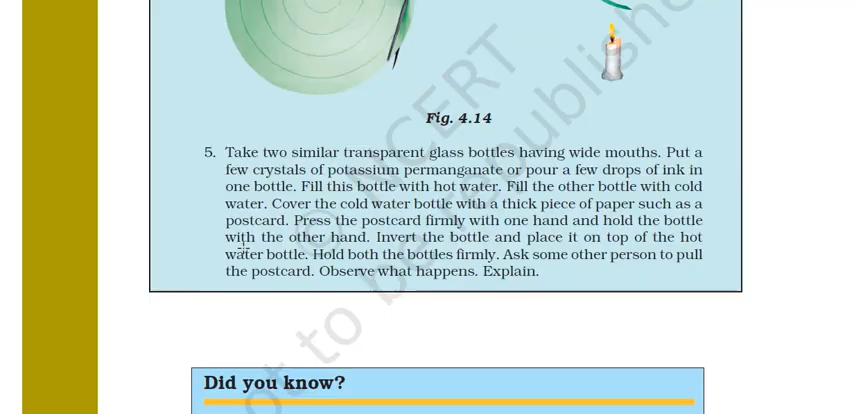 Fig. 4.14
5. Take two similar transparent glass bottles having wide mouths. Put a
few crystals of potassium permanganate or pour a few drops of ink in
one bottle. Fill this bottle with hot water. Fill the other bottle with cold
water. Cover the cold water bottle with a thick piece of paper such as a
postcard. Press the postcard firmly with one hand and hold the bottle
with the other hand. Invert the bottle and place it on top of the hot
water bottle. Hold both the bottles firmly. Ask some other person to pull
the postcard. Observe what happens. Explain.
Did you know?
© NCERT
not to be republished